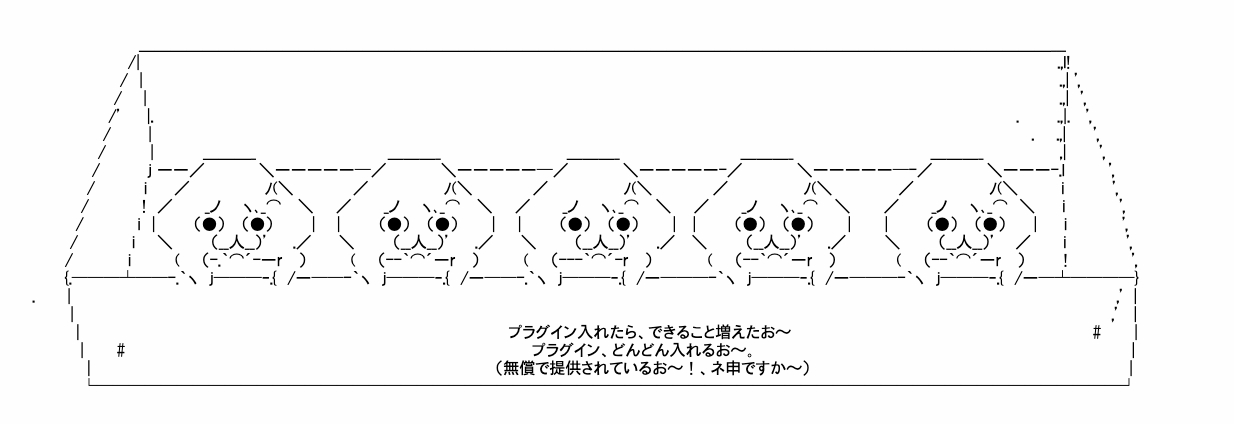 プラグイン入れたら、できること増えたお～
プラグイン、どんどん入れるお～。
（無償で提供されているお～！、ネ申ですか～）